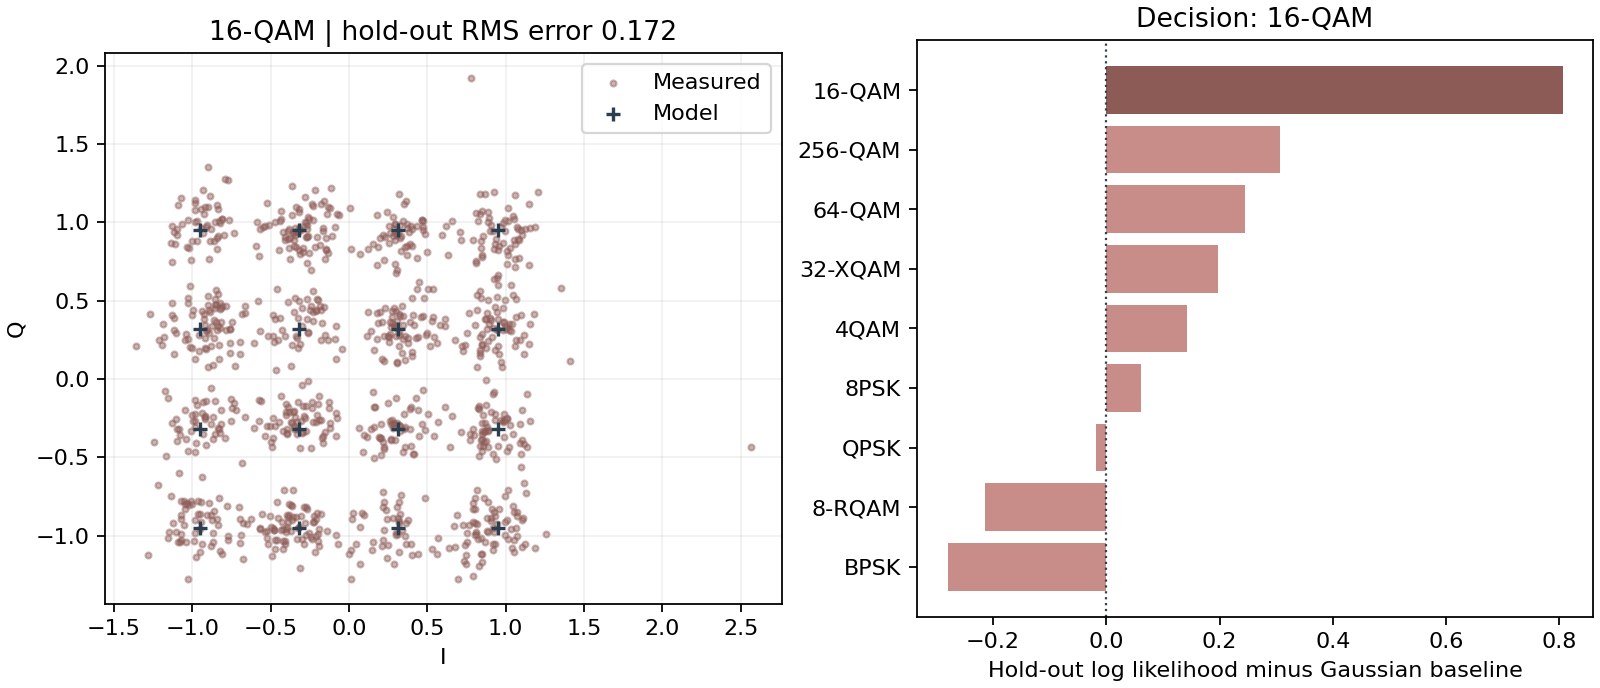 16-QAM | hold-out RMS error 0.172
Measured
Model
2.0
1.5
1.0
0.5
0.0
−0.5
−1.0
Q
−1.5
−1.0
−0.5
0.0
0.5
1.0
1.5
2.0
2.5
I
Decision: 16-QAM
16-QAM
256-QAM
64-QAM
32-XQAM
4QAM
8PSK
QPSK
8-RQAM
BPSK
−0.2
0.0
0.2
0.4
0.6
0.8
Hold-out log likelihood minus Gaussian baseline